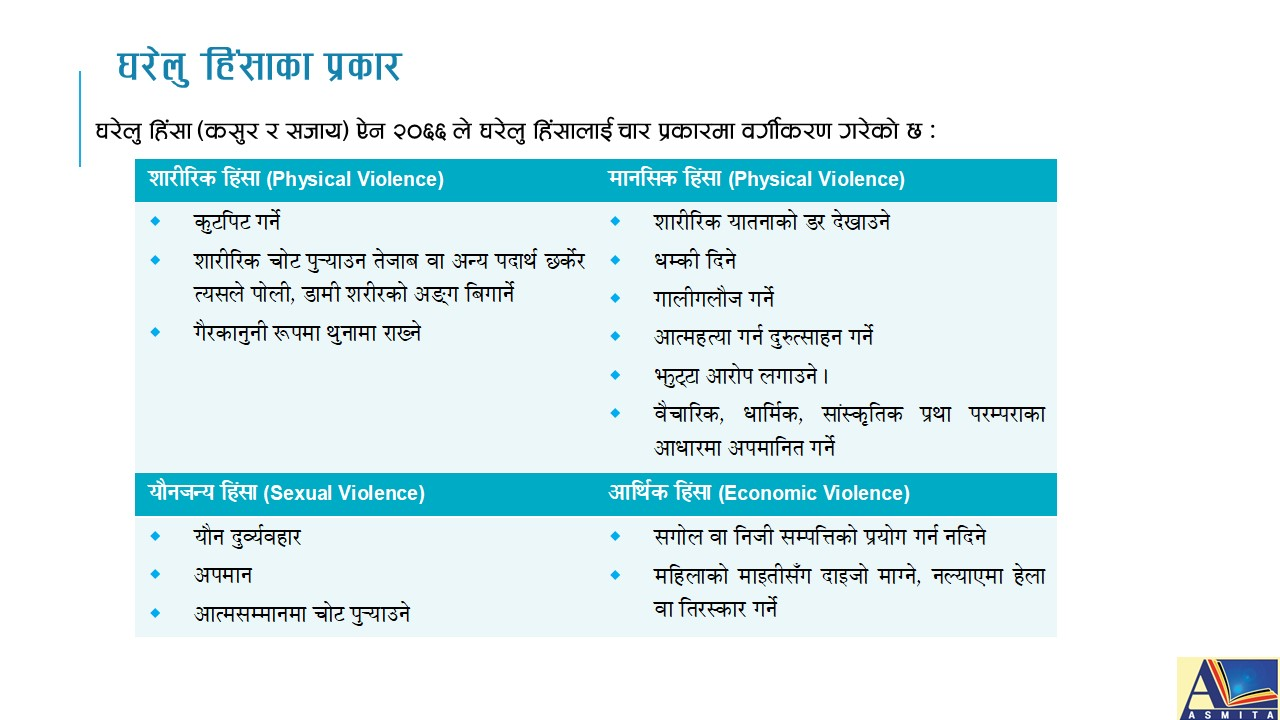 घरेलु हिंसाका प्रकार
घरेलु हिंसा (कसुर र सजाय) ऐन २०६६ ले घरेलु हिंसालाई चार प्रकारमा वर्गीकरण गरेको छ :
शारीरिक हिंसा (Physical Violence)
कुटपिट गर्ने
शारीरिक चोट पुऱ्याउन तेजाब वा अन्य पदार्थ छर्केर
त्यसले पोली, डामी शरीरको अङ्ग बिगार्ने
गैरकानुनी रूपमा थुनामा राख्ने
मानसिक हिंसा (Physical Violence)
शारीरिक यातनाको डर देखाउने
धम्की दिने
गालीगलौज गर्ने
आत्महत्या गर्न दुरुत्साहन गर्ने
झुट्टा आरोप लगाउने ।
वैचारिक, धार्मिक, सांस्कृतिक प्रथा परम्पराका
आधारमा अपमानित गर्ने
यौनजन्य हिंसा (Sexual Violence)
यौन दुर्व्यवहार
अपमान
आत्मसम्मानमा चोट पुऱ्याउने
आर्थिक हिंसा (Economic Violence)
सगोल वा निजी सम्पत्तिको प्रयोग गर्न नदिने
महिलाको माइतीसँग दाइजो माग्ने, नल्याएमा हेला
वा तिरस्कार गर्ने
ASMITA